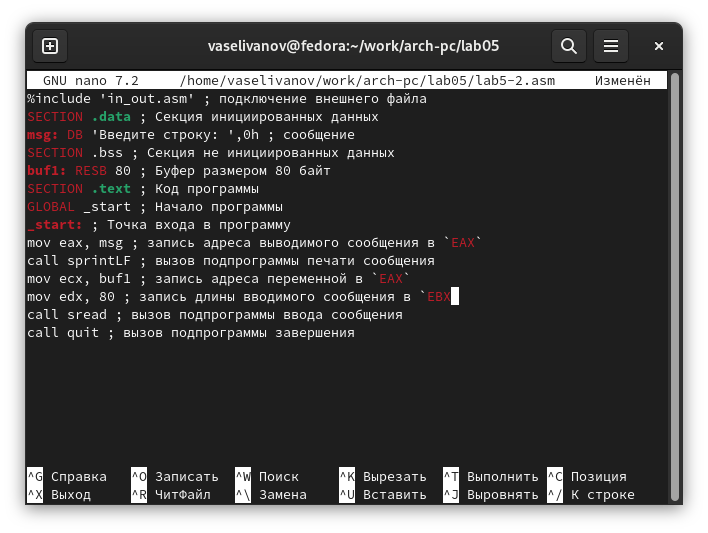 vaselivanov@fedora:~/work/arch-pc/lab05
GNU nano 7.2 /home/vaselivanov/work/arch-pc/lab05/lab5-2.asm Изменён
%include 'in_out.asm' ; подключение внешнего файла
SECTION .data ; Секция инициированных данных
msg: DB 'Введите строку: ',0h ; сообщение
SECTION .bss ; Секция не инициированных данных
buf1: RESB 80 ; Буфер размером 80 байт
SECTION .text ; Код программы
GLOBAL _start ; Начало программы
_start: ; Точка входа в программу
mov eax, msg ; запись адреса выводимого сообщения в `EAX`
call sprintLF ; вызов подпрограммы печати сообщения
mov ecx, buf1 ; запись адреса переменной в `EAX`
mov edx, 80 ; запись длины вводимого сообщения в `EBX
call sread ; вызов подпрограммы ввода сообщения
call quit ; вызов подпрограммы завершения
^G Справка ^O Записать ^W Поиск ^K Вырезать ^T Выполнить ^C Позиция
^X Выход ^R ЧитФайл ^\ Замена ^U Вставить ^J Выровнять ^/ К строке